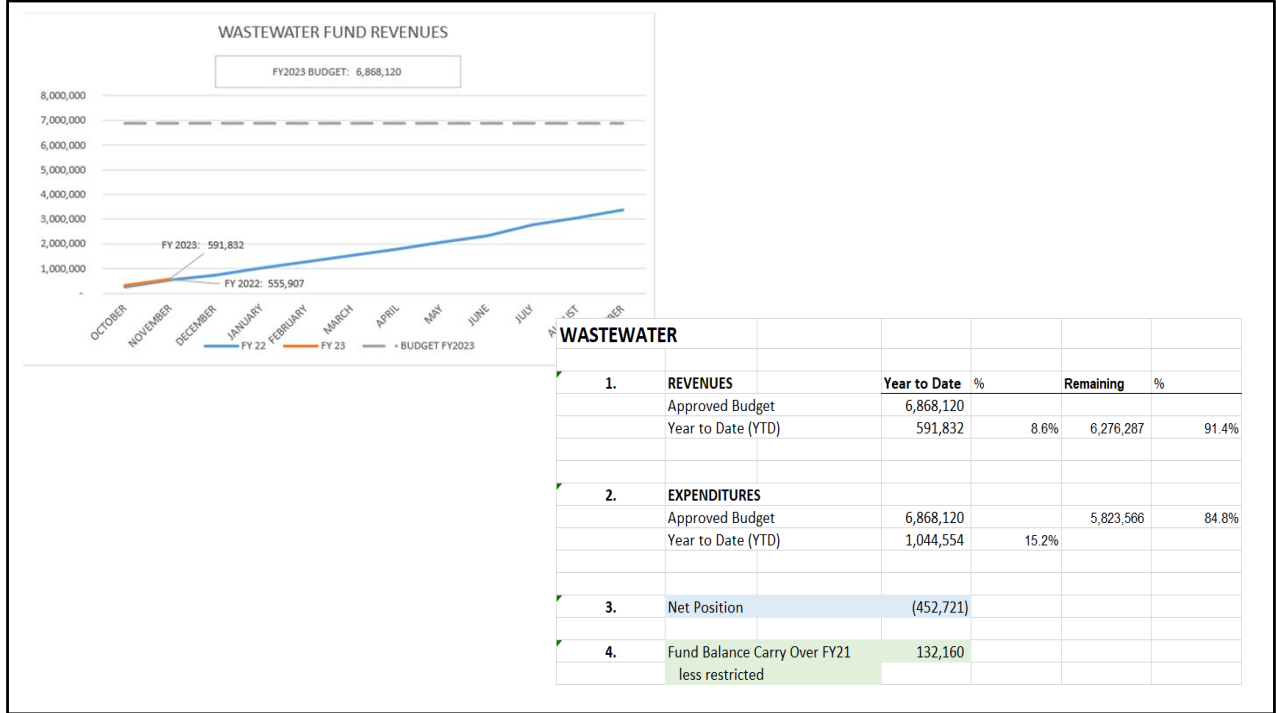 WASTEWATER FUND REVENUES
FY2023 BUDGET: 6,868,120
8,000,000
7,000,000
6,000,000
5,000,000
4,000,000
3,000,000
2,000,000
1,000,000
-
FY 2023: 591,832
FY 2022: 555,907
OCTOBER NOVEMBER DECEMBER JANUARY FEBRUARY MARCH APRIL MAY JUNE JULY
FY 22 FY 23 - BUDGET FY2023
WASTEWATER
1. REVENUES Year to Date % Remaining %
Approved Budget 6,868,120
Year to Date (YTD) 591,832 8.6% 6,276,287 91.4%
2. EXPENDITURES
Approved Budget 6,868,120 5,823,566 84.8%
Year to Date (YTD) 1,044,554 15.2%
3. Net Position (452,721)
4. Fund Balance Carry Over FY21 132,160
less restricted